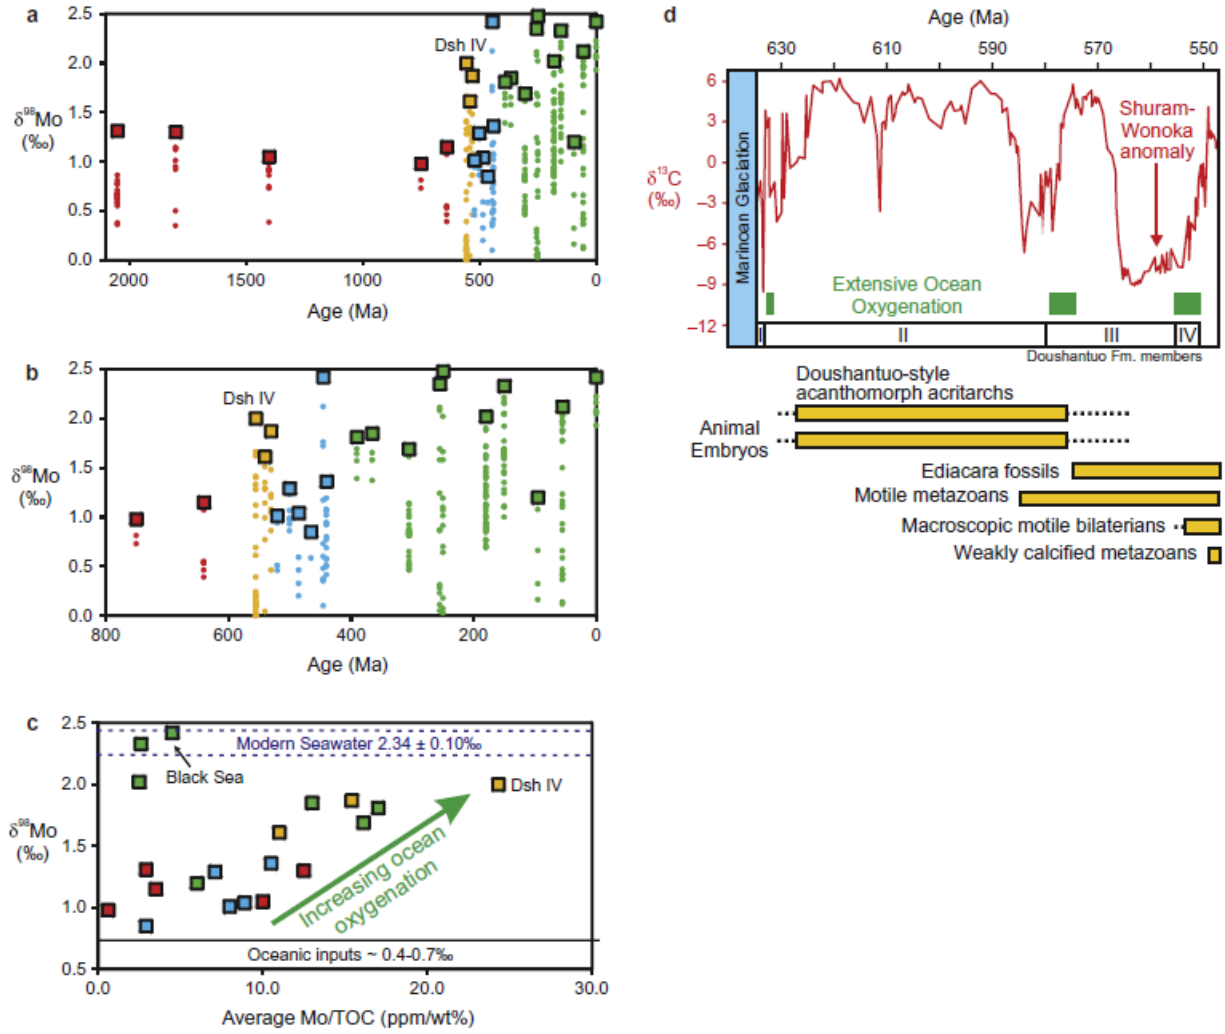 a
2.5
2.0
1.5
1.0
0.5
0.0
δ⁹⁸Mo
(‰)
Dsh IV
2000
1500
1000
500
0
Age (Ma)
b
2.5
2.0
1.5
1.0
0.5
0.0
δ⁹⁸Mo
(‰)
Dsh IV
800
600
400
200
0
Age (Ma)
c
2.5
2.0
1.5
1.0
0.5
δ⁹⁸Mo
(‰)
Modern Seawater 2.34 ± 0.10‰
Black Sea
Dsh IV
Increasing ocean
oxygenation
Oceanic inputs ~ 0.4-0.7‰
0.0
10.0
20.0
30.0
Average Mo/TOC (ppm/wt%)
d
Age (Ma)
630
610
590
570
550
6
3
0
−3
−6
−9
−12
δ¹³C
(‰)
Marinoan Glaciation
Shuram-
Wonoka
anomaly
Extensive Ocean
Oxygenation
I
II
III
IV
Doushantuo Fm. members
Doushantuo-style
acanthomorph acritarchs
Animal
Embryos
Ediacara fossils
Motile metazoans
Macroscopic motile bilaterians
Weakly calcified metazoans